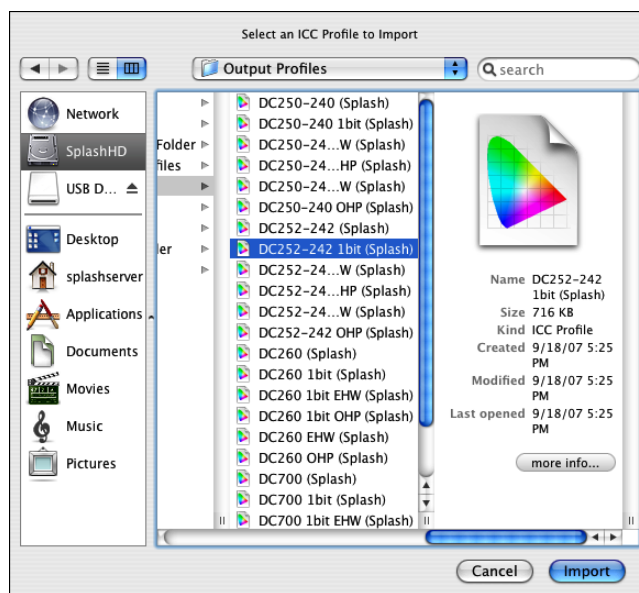 Select an ICC Profile to Import
Output Profiles
search
Network
SplashHD
USB D...
Desktop
splashserver
Applications
Documents
Movies
Music
Pictures
Folder
files
ler
DC250-240 (Splash)
DC250-240 1bit (Splash)
DC250-24...W (Splash)
DC250-24...HP (Splash)
DC250-24...W (Splash)
DC250-240 OHP (Splash)
DC252-242 (Splash)
DC252-242 1bit (Splash)
DC252-24...W (Splash)
DC252-24...HP (Splash)
DC252-24...W (Splash)
DC252-242 OHP (Splash)
DC260 (Splash)
DC260 1bit (Splash)
DC260 1bit EHW (Splash)
DC260 1bit OHP (Splash)
DC260 EHW (Splash)
DC260 OHP (Splash)
DC700 (Splash)
DC700 1bit (Splash)
DC700 1bit EHW (Splash)
Name DC252-242
1bit (Splash)
Size 716 KB
Kind ICC Profile
Created 9/18/07 5:25
PM
Modified 9/18/07 5:25
PM
Last opened 9/18/07 5:25
PM
more info...
Cancel
Import